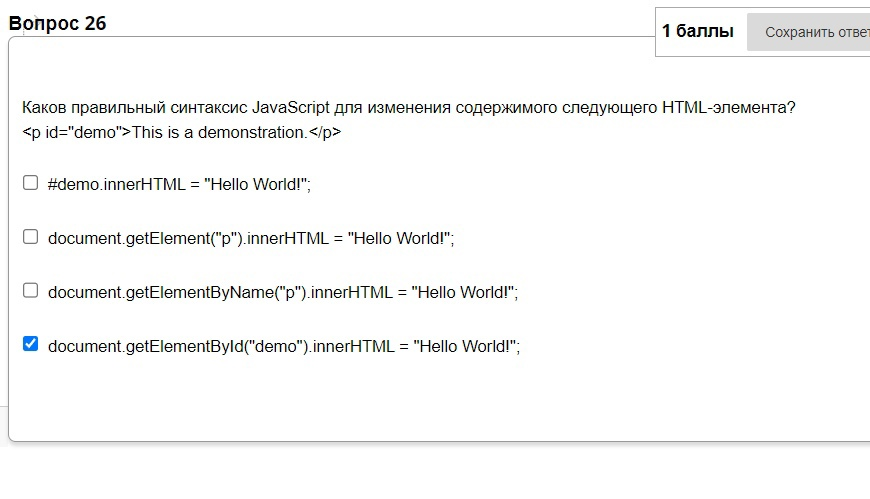 Вопрос 26
1 баллы
Сохранить ответ
Каков правильный синтаксис JavaScript для изменения содержимого следующего HTML-элемента?
<p id="demo">This is a demonstration.</p>
#demo.innerHTML = "Hello World!";
document.getElement("p").innerHTML = "Hello World!";
document.getElementByName("p").innerHTML = "Hello World!";
document.getElementById("demo").innerHTML = "Hello World!";